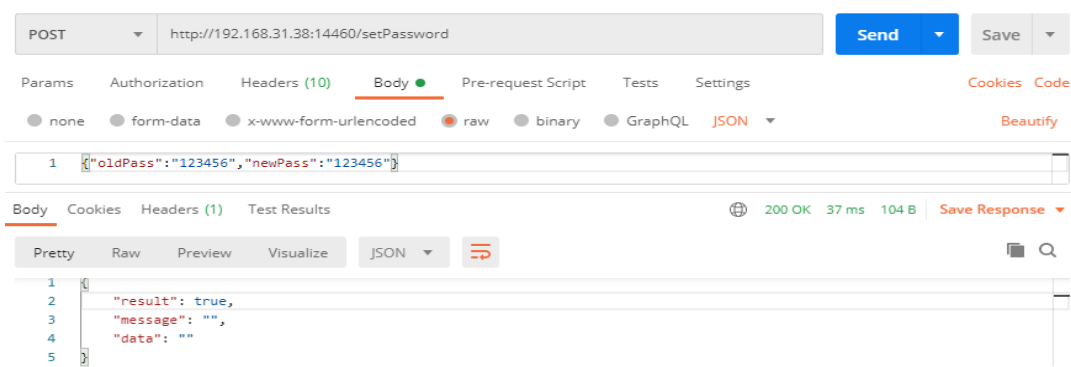 POST http://192.168.31.38:14460/setPassword Send Save
Params Authorization Headers (10) Body Pre-request Script Tests Settings Cookies Code
none form-data x-www-form-urlencoded raw binary GraphQL JSON Beautify
1 {"oldPass":"123456","newPass":"123456"}
Body Cookies Headers (1) Test Results 200 OK 37 ms 104 B Save Response
Pretty Raw Preview Visualize JSON
1 {
2 "result": true,
3 "message": "",
4 "data": ""
5 }